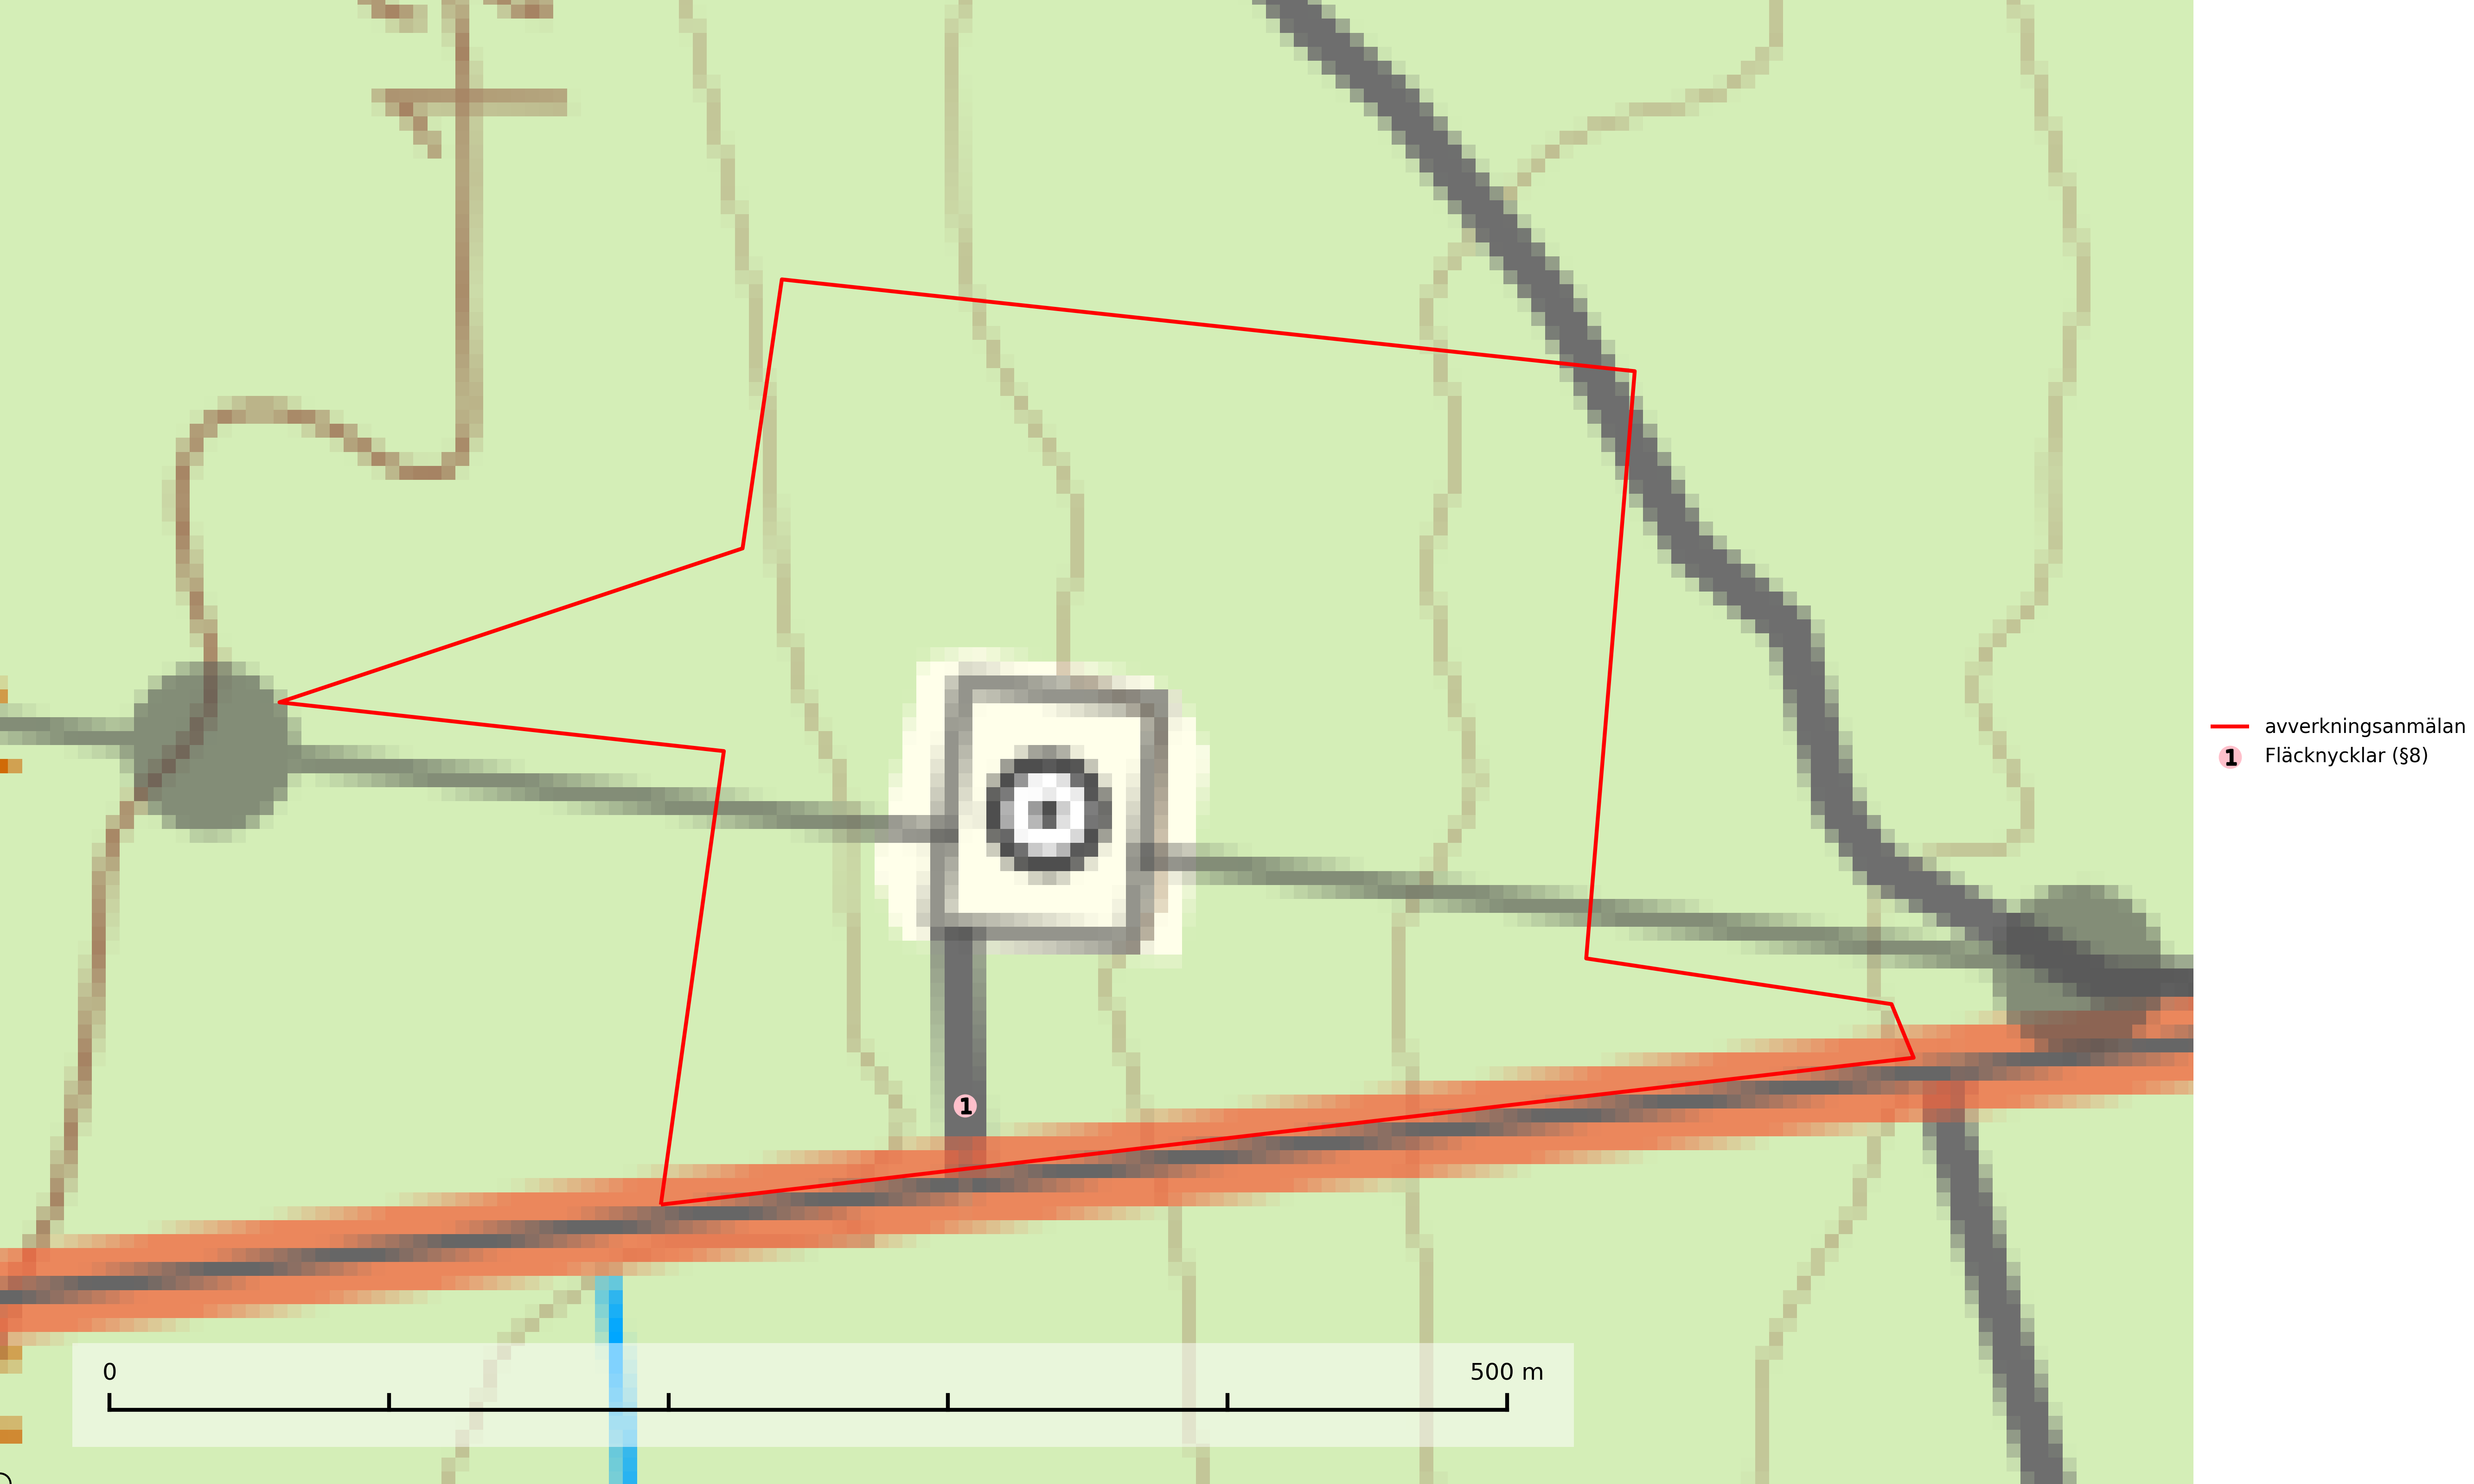 avverkningsanmälan
1 Fläcknycklar (§8)
1
0 500 m